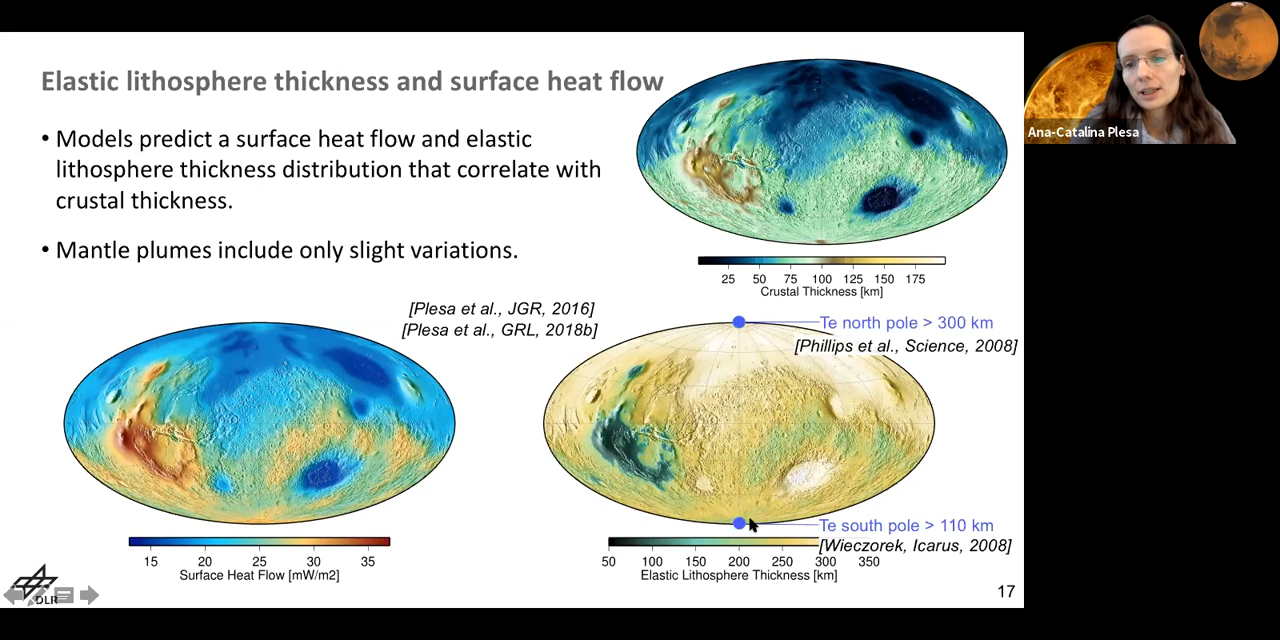 Elastic lithosphere thickness and surface heat flow
• Models predict a surface heat flow and elastic
lithosphere thickness distribution that correlate with
crustal thickness.
• Mantle plumes include only slight variations.
[Plesa et al., JGR, 2016]
[Plesa et al., GRL, 2018b]
25 50 75 100 125 150 175
Crustal Thickness [km]
Te north pole > 300 km
[Phillips et al., Science, 2008]
15 20 25 30 35
Surface Heat Flow [mW/m2]
Te south pole > 110 km
[Wieczorek, Icarus, 2008]
50 100 150 200 250 300 350
Elastic Lithosphere Thickness [km]
DLR
17
Ana-Catalina Plesa